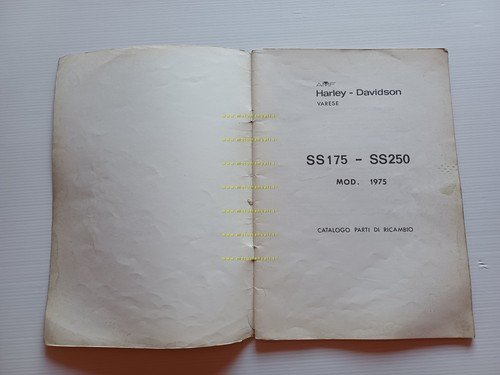 AMF
Harley - Davidson
VARESE
SS175 - SS250
MOD. 1975
CATALOGO PARTI DI RICAMBIO